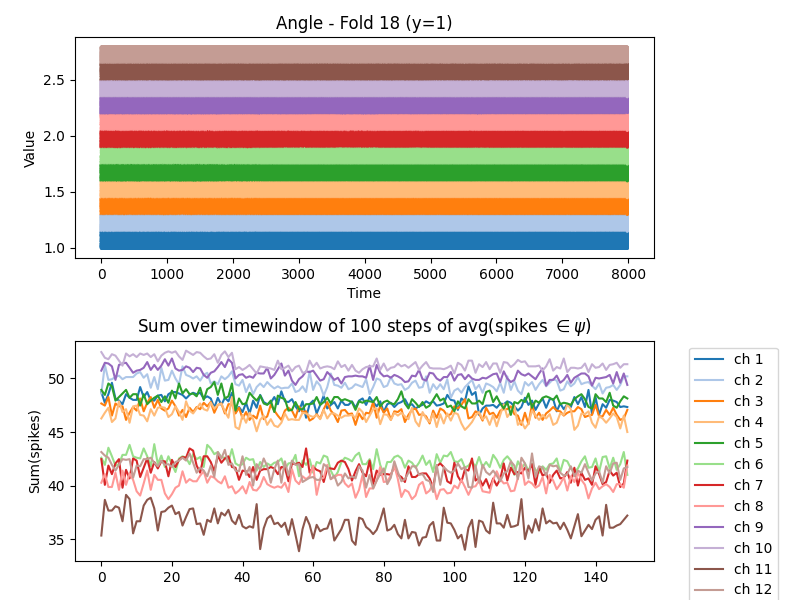 Angle - Fold 18 (y=1)
Value
2.5
2.0
1.5
1.0
0 1000 2000 3000 4000 5000 6000 7000 8000
Time
Sum over timewindow of 100 steps of avg(spikes ∈ ψ)
Sum(spikes)
50
45
40
35
0 20 40 60 80 100 120 140
ch 1
ch 2
ch 3
ch 4
ch 5
ch 6
ch 7
ch 8
ch 9
ch 10
ch 11
ch 12